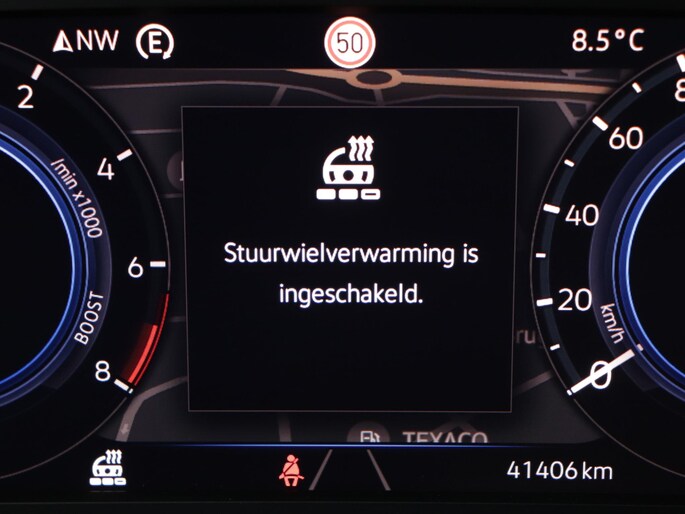 NW E 50 8.5°C
2
4
6
8
/min x1000
BOOST
Stuurwielverwarming is
ingeschakeld.
60
40
20
0
km/h
TEXACO
41406 km